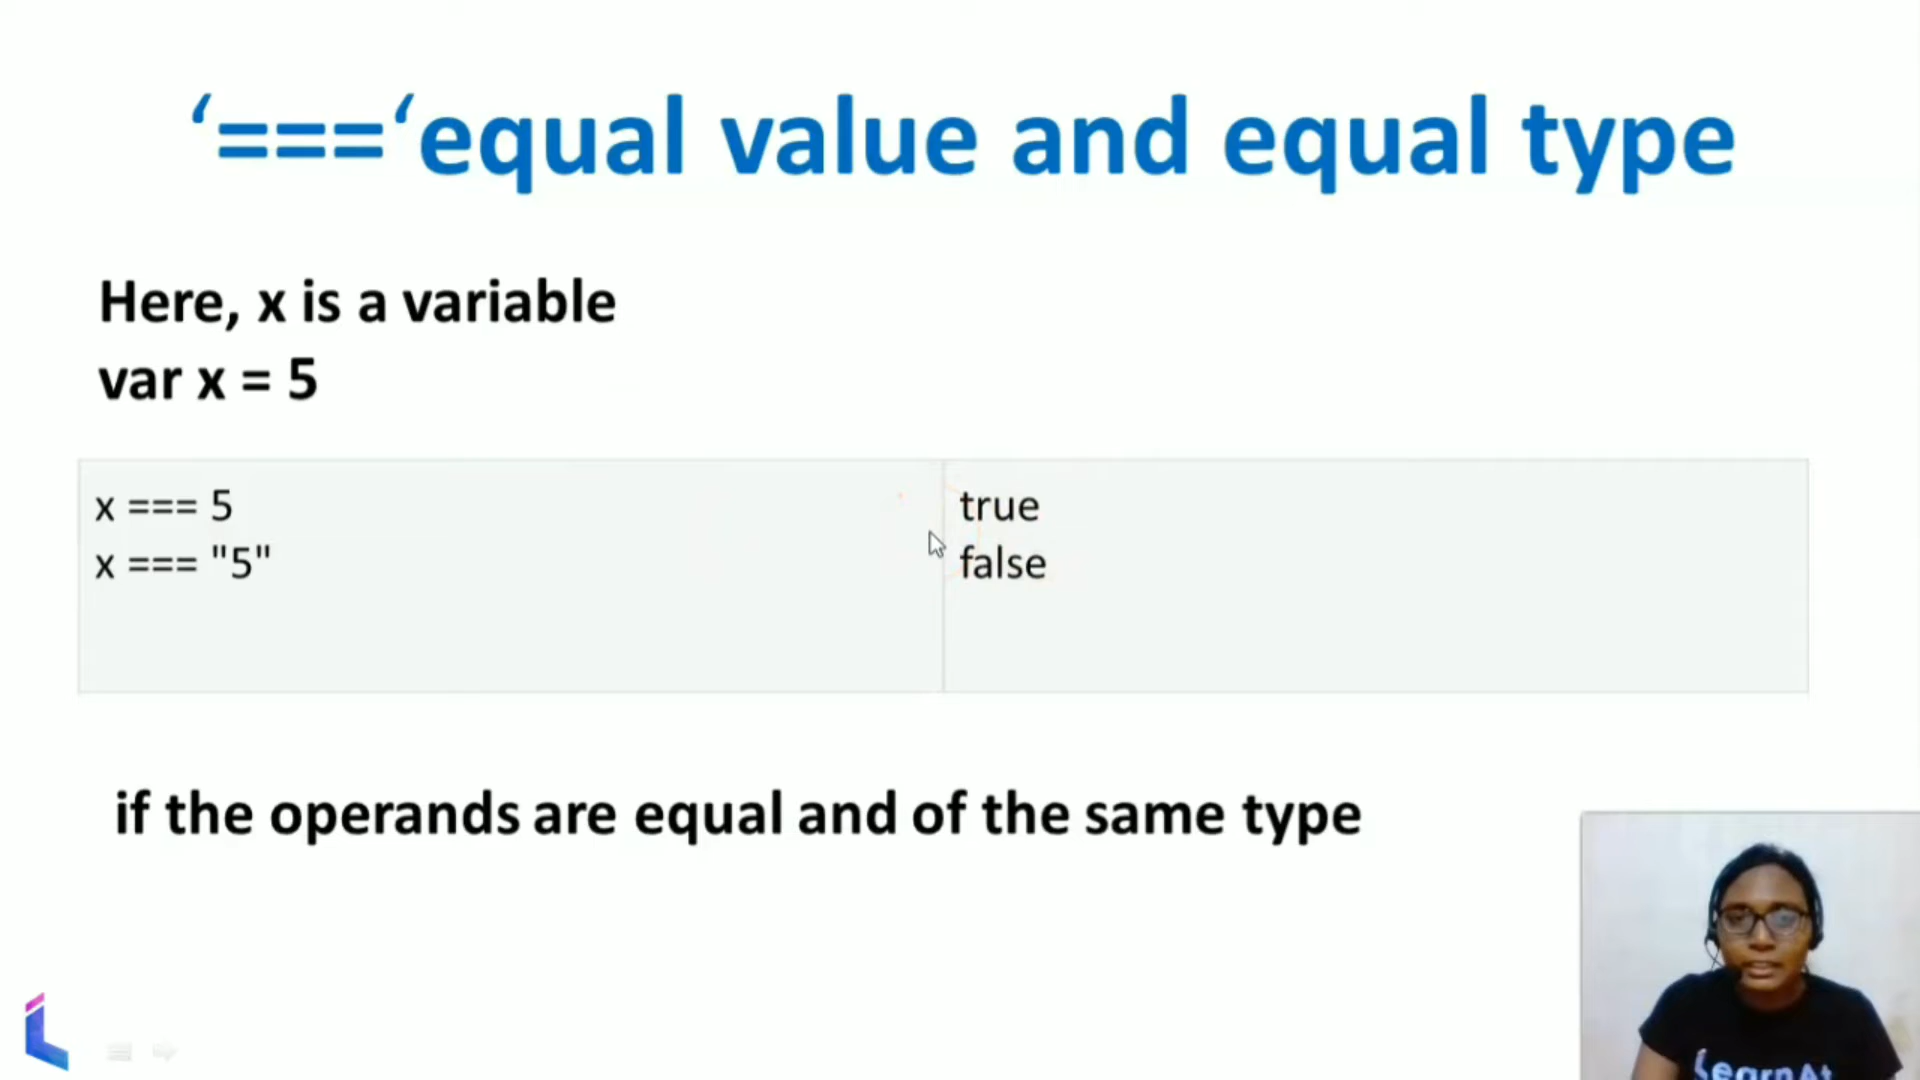 ‘===‘equal value and equal type
Here, x is a variable
var x = 5
x === 5
true
x === "5"
false
if the operands are equal and of the same type
LearnAt